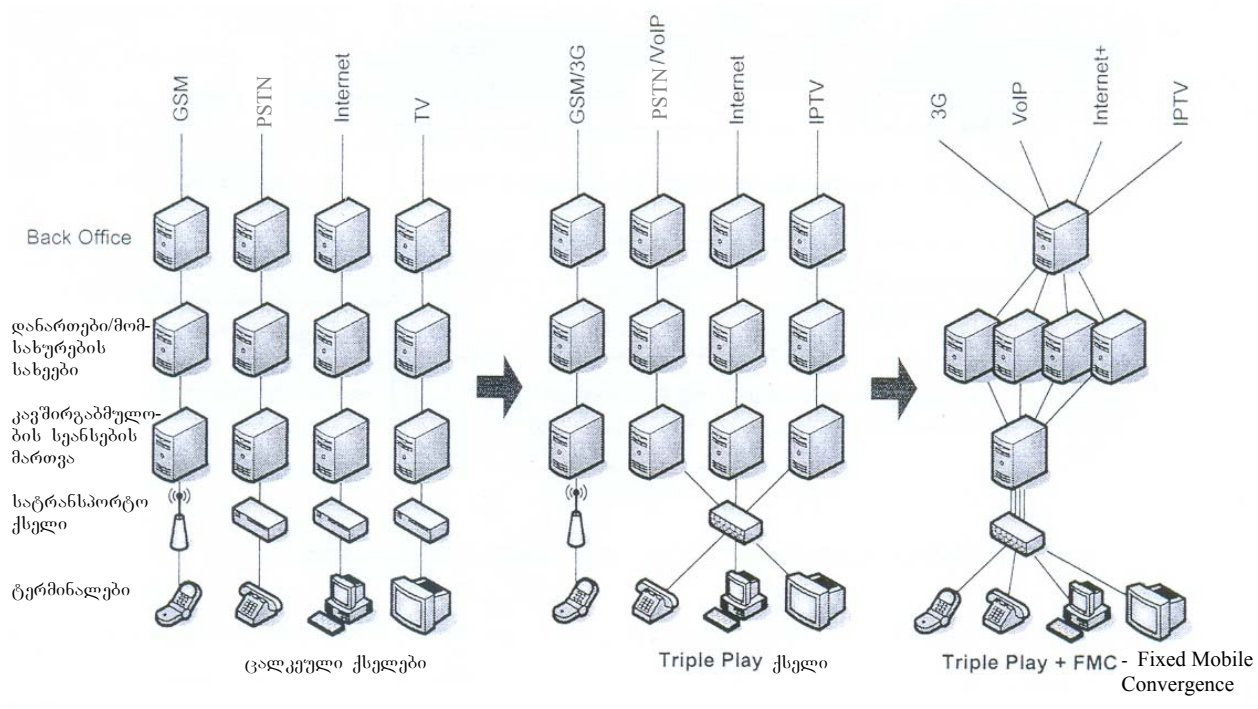 GSM
PSTN
Internet
TV
GSM/3G
PSTN/VoIP
Internet
IPTV
3G
VoIP
Internet+
IPTV
Back Office
დანართები/მომ-
სახურების
სახეები
კავშირგაბმულო-
ბის სეანსების
მართვა
სატრანსპორტო
ქსელი
ტერმინალები
ცალკეული ქსელები
Triple Play ქსელი
Triple Play + FMC - Fixed Mobile
Convergence